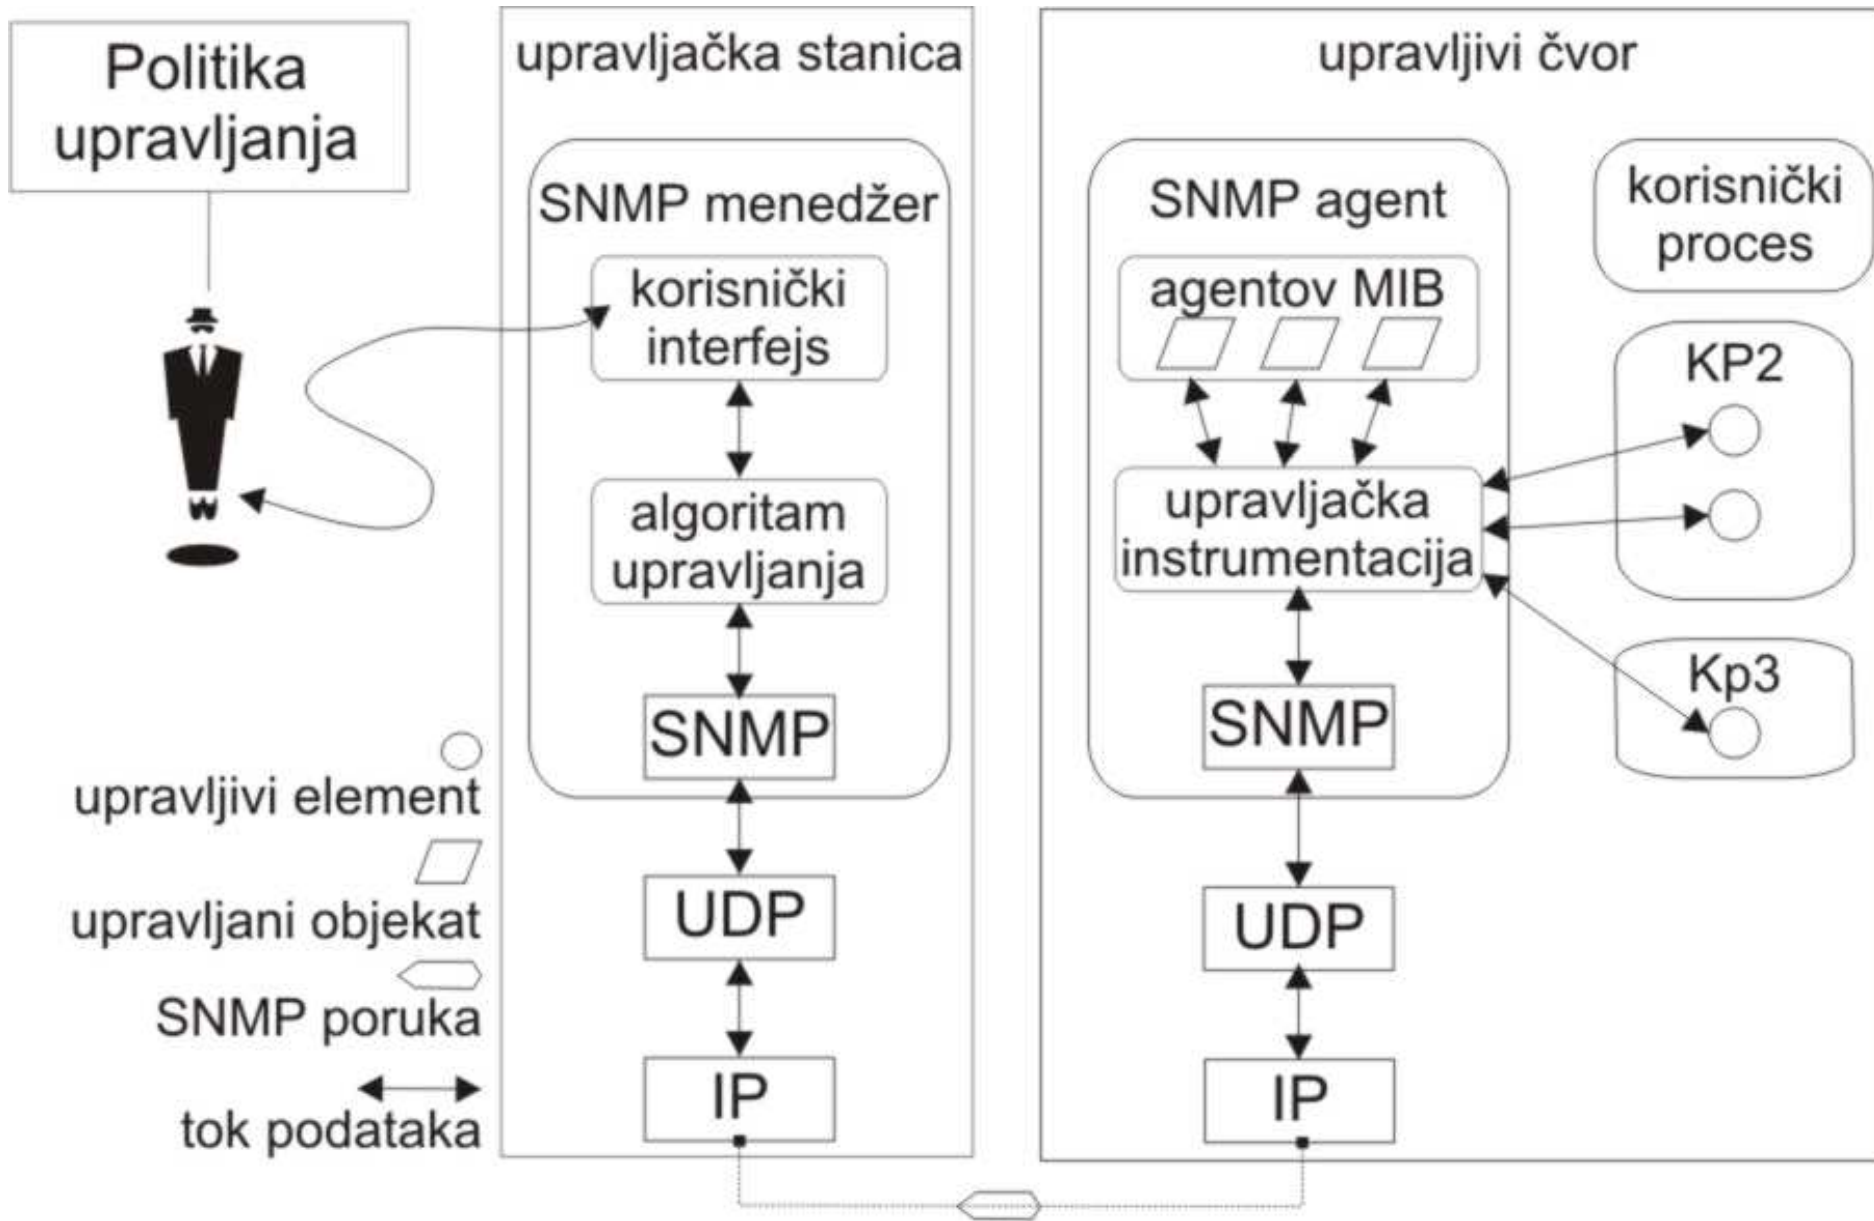 Politika
upravljanja
upravljačka stanica
SNMP menedžer
korisnički
interfejs
algoritam
upravljanja
SNMP
UDP
IP
upravljivi čvor
SNMP agent
agentov MIB
upravljačka
instrumentacija
SNMP
UDP
IP
korisnički
proces
KP2
Kp3
upravljivi element
upravljani objekat
SNMP poruka
tok podataka